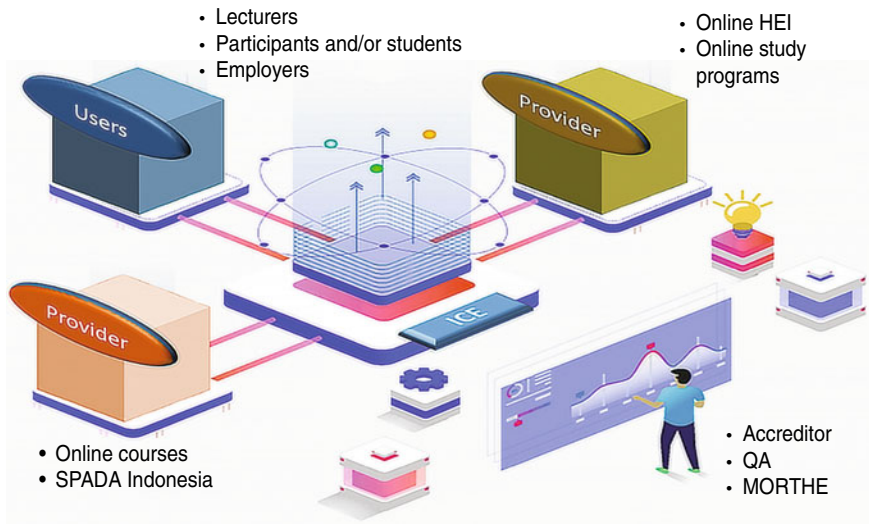 • Lecturers
• Participants and/or students
• Employers
• Online HEI
• Online study
programs
Users
Provider
Provider
ICE
• Online courses
• SPADA Indonesia
• Accreditor
• QA
• MORTHE